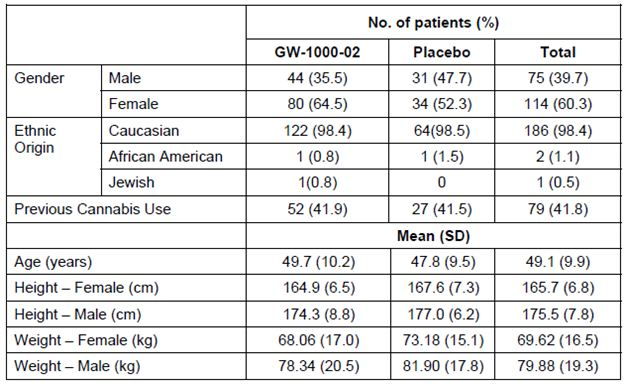 No. of patients (%)
GW-1000-02 Placebo Total
Gender Male 44 (35.5) 31 (47.7) 75 (39.7)
Female 80 (64.5) 34 (52.3) 114 (60.3)
Ethnic Origin Caucasian 122 (98.4) 64(98.5) 186 (98.4)
African American 1 (0.8) 1 (1.5) 2 (1.1)
Jewish 1(0.8) 0 1 (0.5)
Previous Cannabis Use 52 (41.9) 27 (41.5) 79 (41.8)
Mean (SD)
Age (years) 49.7 (10.2) 47.8 (9.5) 49.1 (9.9)
Height – Female (cm) 164.9 (6.5) 167.6 (7.3) 165.7 (6.8)
Height – Male (cm) 174.3 (8.8) 177.0 (6.2) 175.5 (7.8)
Weight – Female (kg) 68.06 (17.0) 73.18 (15.1) 69.62 (16.5)
Weight – Male (kg) 78.34 (20.5) 81.90 (17.8) 79.88 (19.3)